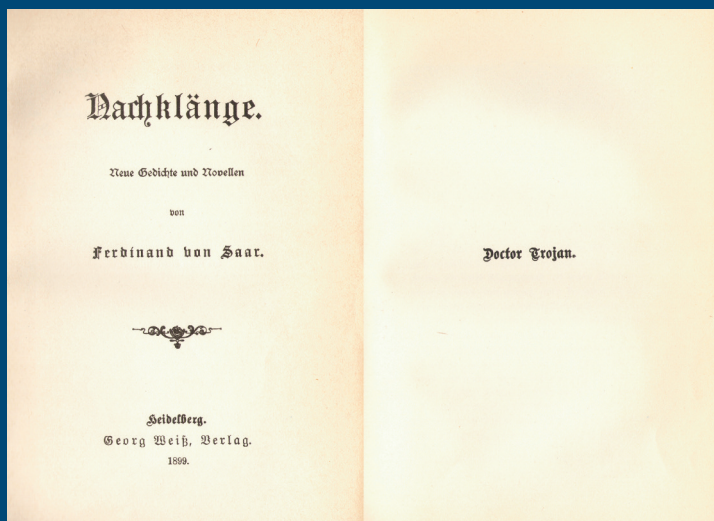 Nachklänge.
Neue Gedichte und Novellen
von
Ferdinand von Saar.
Heidelberg.
Georg Weiß, Verlag.
1899.
Doctor Trojan.